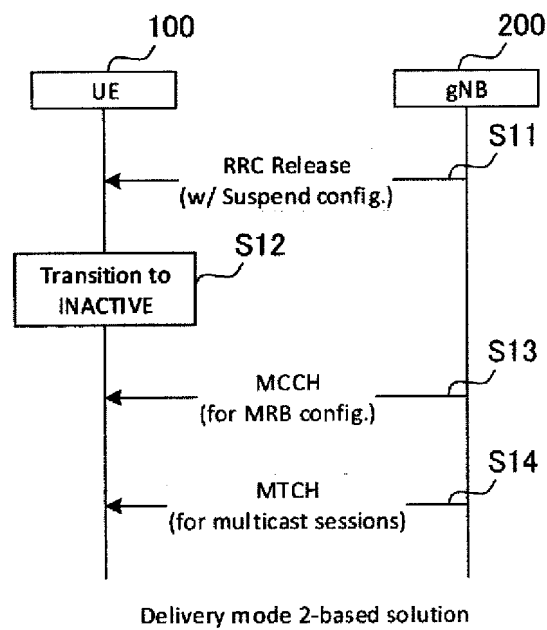 100
200
UE
gNB
S11
RRC Release
(w/ Suspend config.)
S12
Transition to
INACTIVE
S13
MCCH
(for MRB config.)
S14
MTCH
(for multicast sessions)
Delivery mode 2-based solution